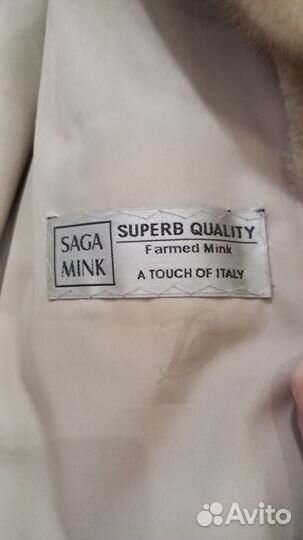 SAGA
MINK
SUPERB QUALITY
Farmed Mink
A TOUCH OF ITALY
Avito